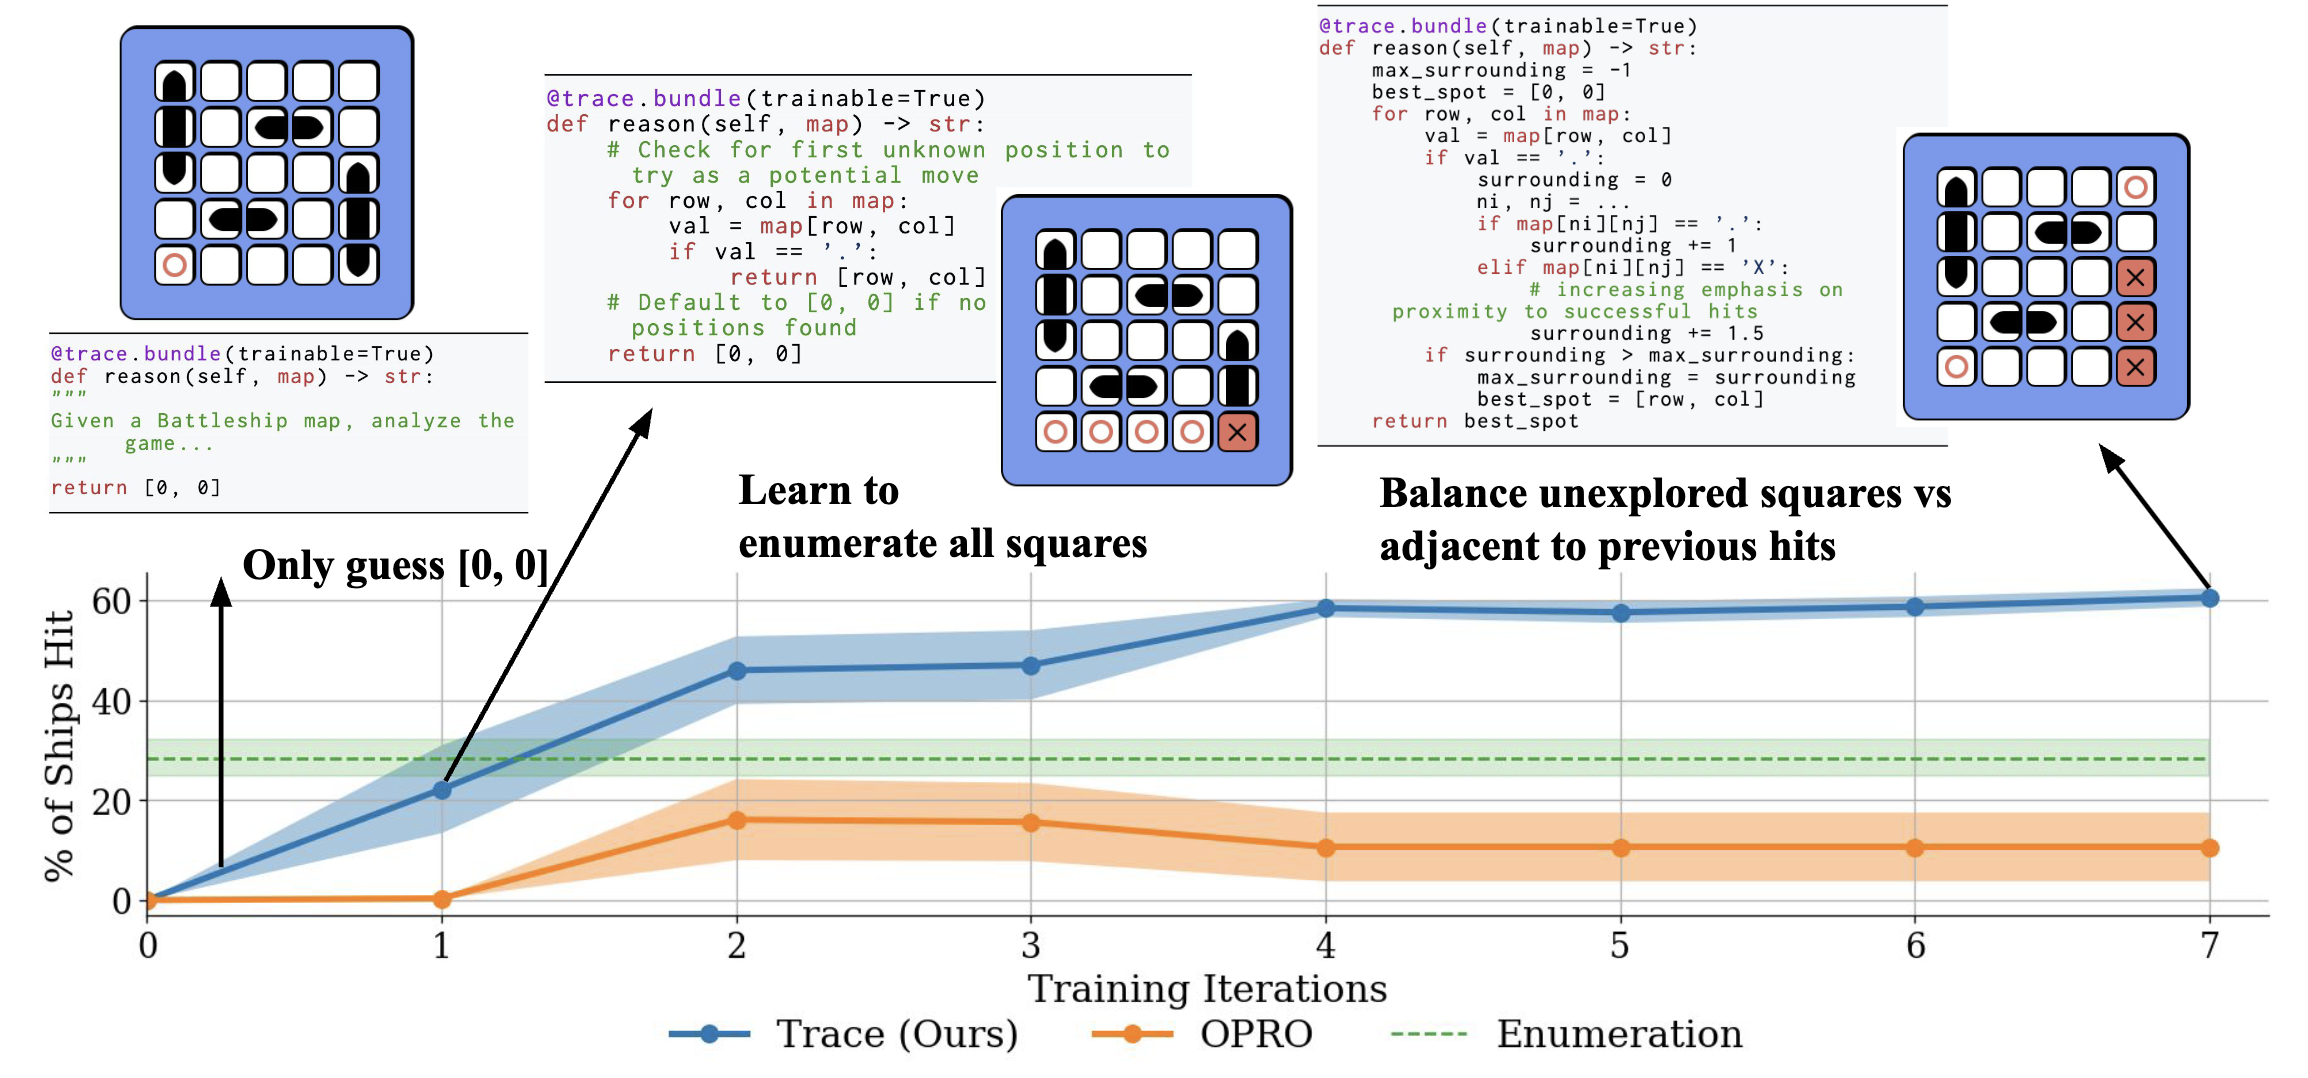 @trace.bundle(trainable=True)
def reason(self, map) -> str:
"""
Given a Battleship map, analyze the
game...
"""
return [0, 0]
Only guess [0, 0]
@trace.bundle(trainable=True)
def reason(self, map) -> str:
# Check for first unknown position to
try as a potential move
for row, col in map:
val = map[row, col]
if val == '.':
return [row, col]
# Default to [0, 0] if no
positions found
return [0, 0]
Learn to
enumerate all squares
@trace.bundle(trainable=True)
def reason(self, map) -> str:
max_surrounding = -1
best_spot = [0, 0]
for row, col in map:
val = map[row, col]
if val == '.':
surrounding = 0
ni, nj = ...
if map[ni][nj] == '.':
surrounding += 1
elif map[ni][nj] == 'X':
# increasing emphasis on
proximity to successful hits
surrounding += 1.5
if surrounding > max_surrounding:
max_surrounding = surrounding
best_spot = [row, col]
return best_spot
Balance unexplored squares vs
adjacent to previous hits
% of Ships Hit
60
40
20
0
0 1 2 3 4 5 6 7
Training Iterations
Trace (Ours) OPRO Enumeration